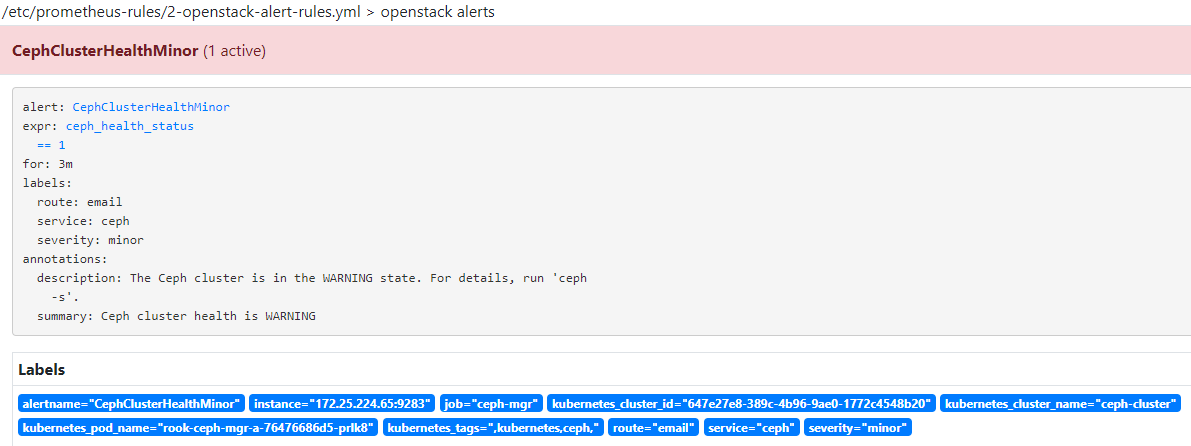 /etc/prometheus-rules/2-openstack-alert-rules.yml > openstack alerts
CephClusterHealthMinor (1 active)
alert: CephClusterHealthMinor
expr: ceph_health_status
== 1
for: 3m
labels:
route: email
service: ceph
severity: minor
annotations:
description: The Ceph cluster is in the WARNING state. For details, run 'ceph
-s'.
summary: Ceph cluster health is WARNING
Labels
alertname="CephClusterHealthMinor" instance="172.25.224.65:9283" job="ceph-mgr" kubernetes_cluster_id="647e27e8-389c-4b96-9ae0-1772c4548b20" kubernetes_cluster_name="ceph-cluster"
kubernetes_pod_name="rook-ceph-mgr-a-76476686d5-prlk8" kubernetes_tags=",kubernetes,ceph," route="email" service="ceph" severity="minor"